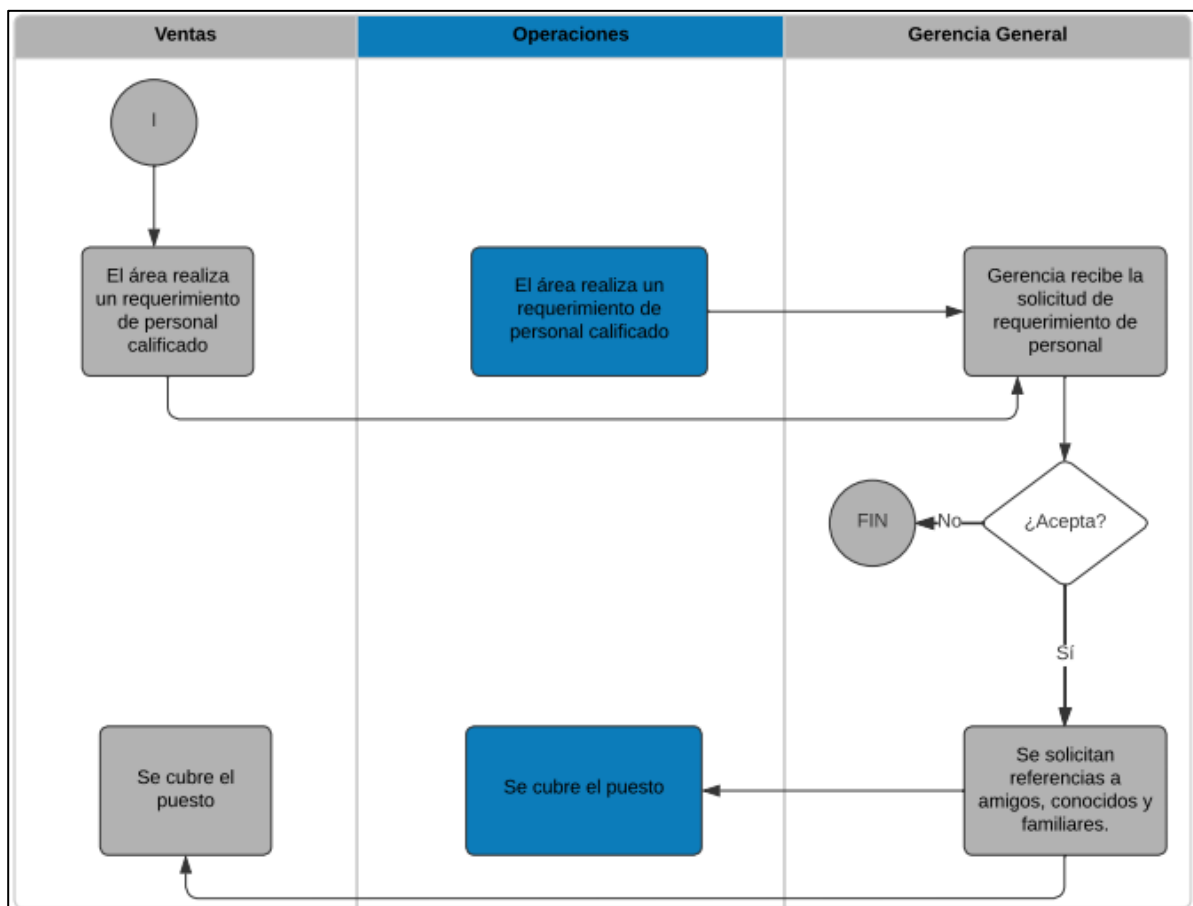 Ventas
Operaciones
Gerencia General
I
El área realiza
un requerimiento
de personal
calificado
El área realiza un
requerimiento de
personal calificado
Gerencia recibe la
solicitud de
requerimiento de
personal
¿Acepta?
No
FIN
Sí
Se solicitan
referencias a
amigos, conocidos y
familiares.
Se cubre el puesto
Se cubre el
puesto